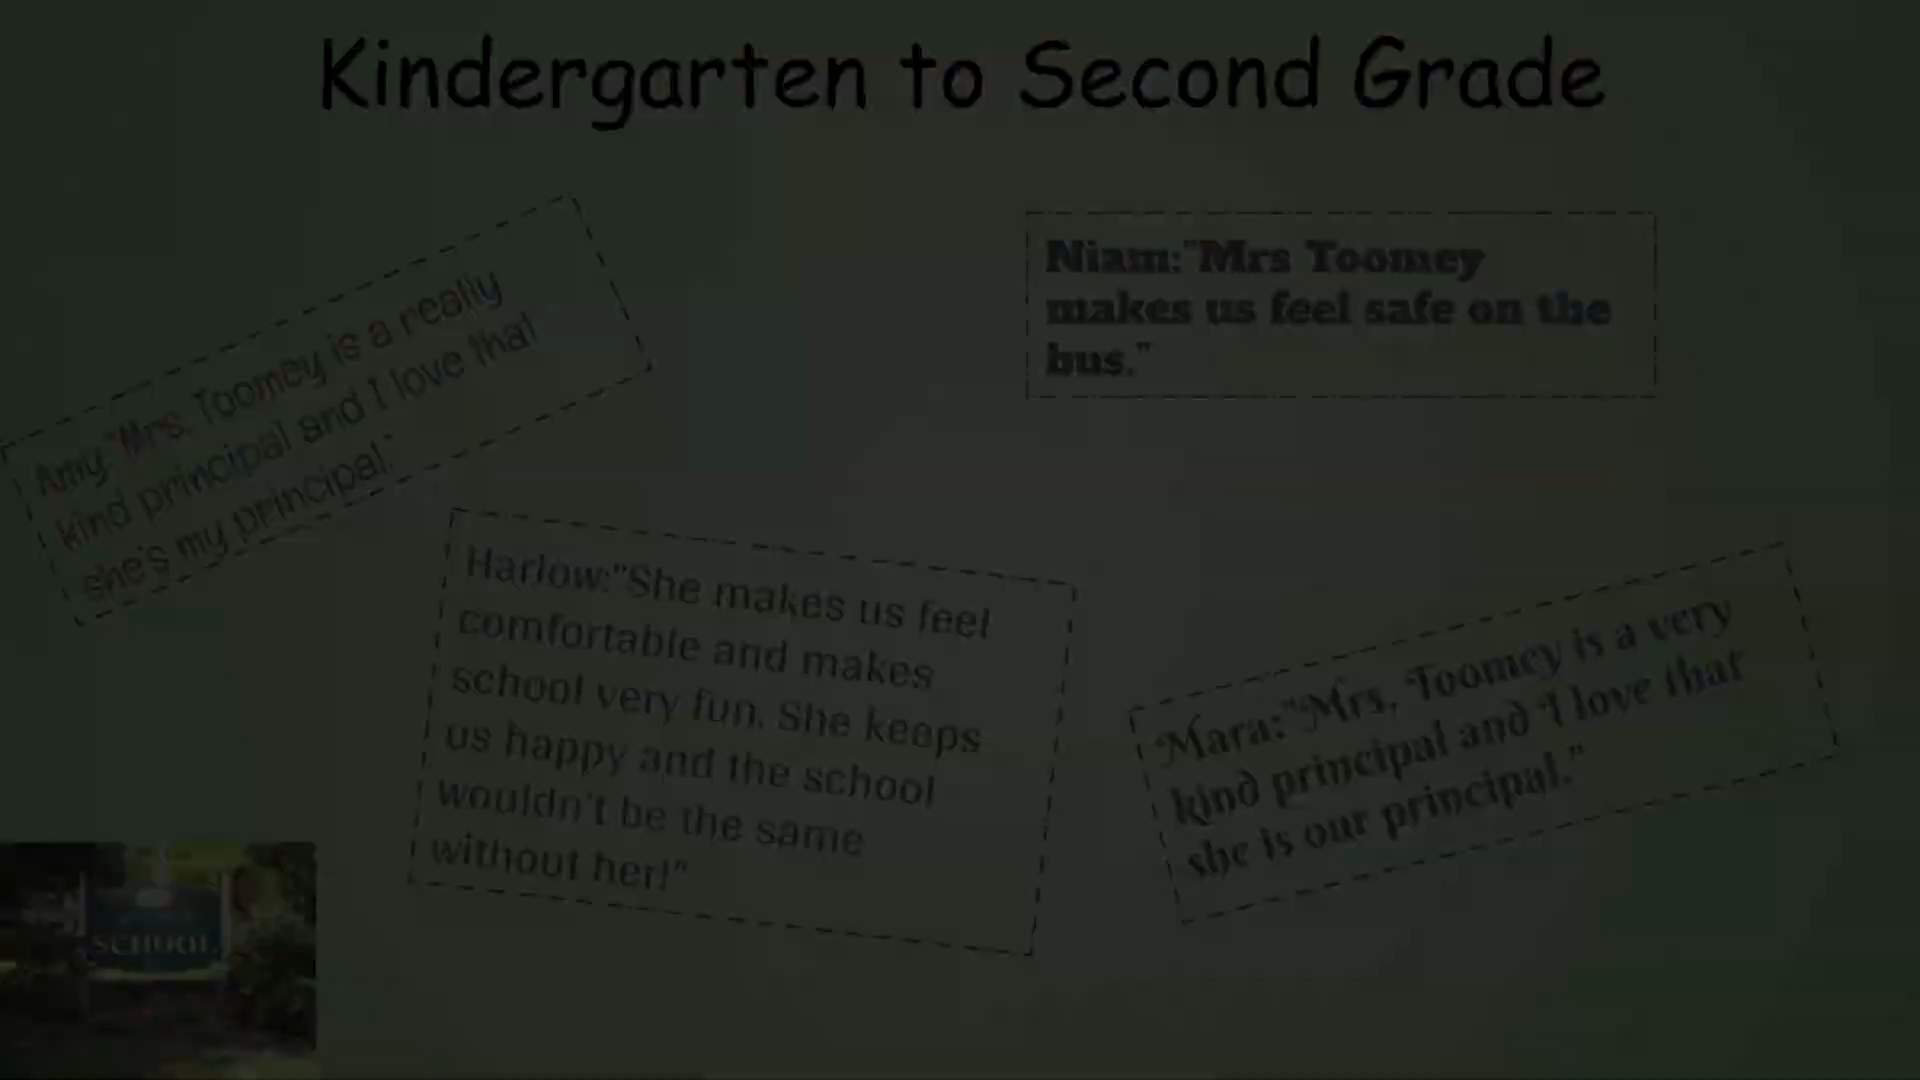 Kindergarten to Second Grade
Amy:"Mrs. Toomey is a really
kind principal and I love that
she's my principal."
Niam:"Mrs Toomey
makes us feel safe on the
bus."
Harlow:"She makes us feel
comfortable and makes
school very fun. She keeps
us happy and the school
wouldn't be the same
without her!"
Mara:"Mrs. Toomey is a very
kind principal and I love that
she is our principal."
SCHOOL